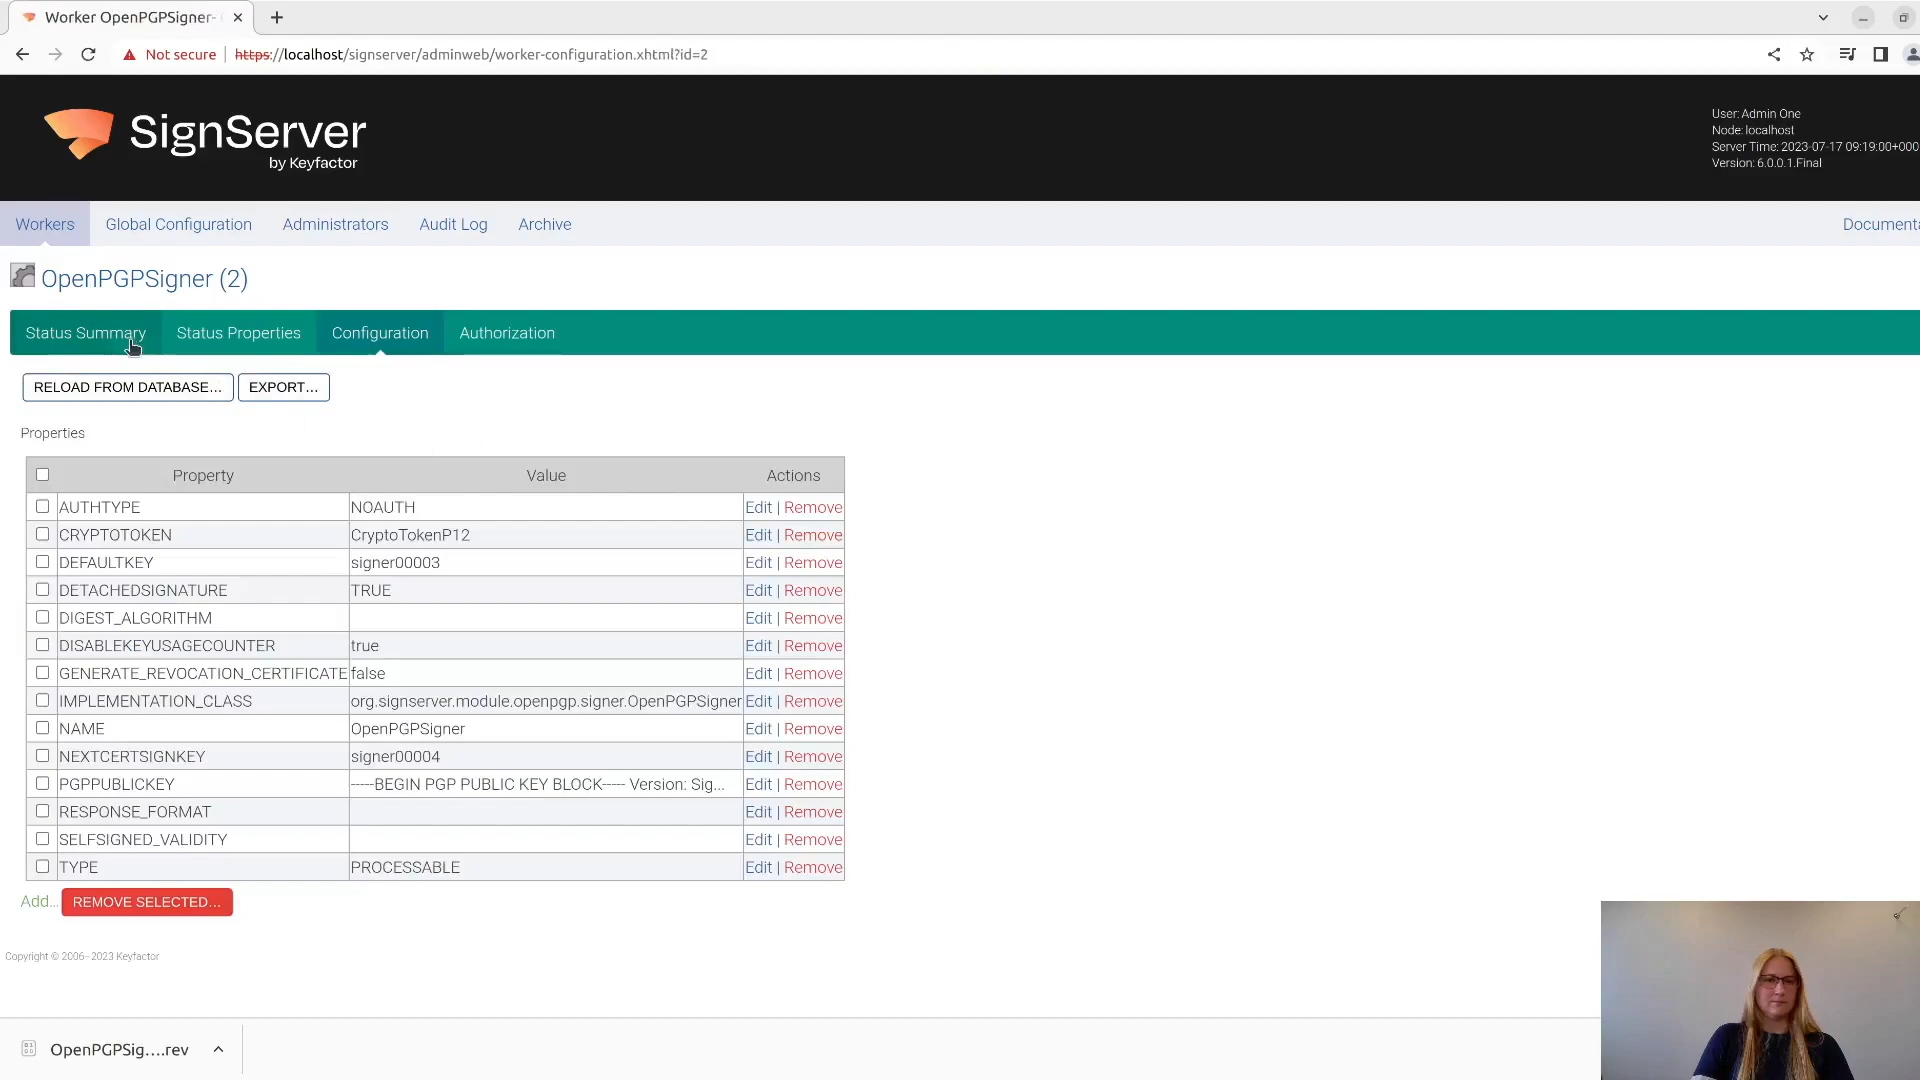 Worker OpenPGPSigner-
Not secure | https://localhost/signserver/adminweb/worker-configuration.xhtml?id=2
SignServer
by Keyfactor
User: Admin One
Node: localhost
Server Time: 2023-07-17 09:19:00+000
Version: 6.0.0.1.Final
Workers Global Configuration Administrators Audit Log Archive Documenta
OpenPGPSigner (2)
Status Summary Status Properties Configuration Authorization
RELOAD FROM DATABASE... EXPORT...
Properties
Property Value Actions
AUTHTYPE NOAUTH Edit | Remove
CRYPTOTOKEN CryptoTokenP12 Edit | Remove
DEFAULTKEY signer00003 Edit | Remove
DETACHEDSIGNATURE TRUE Edit | Remove
DIGEST_ALGORITHM Edit | Remove
DISABLEKEYUSAGECOUNTER true Edit | Remove
GENERATE_REVOCATION_CERTIFICATE false Edit | Remove
IMPLEMENTATION_CLASS org.signserver.module.openpgp.signer.OpenPGPSigner Edit | Remove
NAME OpenPGPSigner Edit | Remove
NEXTCERTSIGNKEY signer00004 Edit | Remove
PGPPUBLICKEY -----BEGIN PGP PUBLIC KEY BLOCK----- Version: Sig... Edit | Remove
RESPONSE_FORMAT Edit | Remove
SELFSIGNED_VALIDITY Edit | Remove
TYPE PROCESSABLE Edit | Remove
Add... REMOVE SELECTED...
Copyright © 2006–2023 Keyfactor
OpenPGPSig....rev